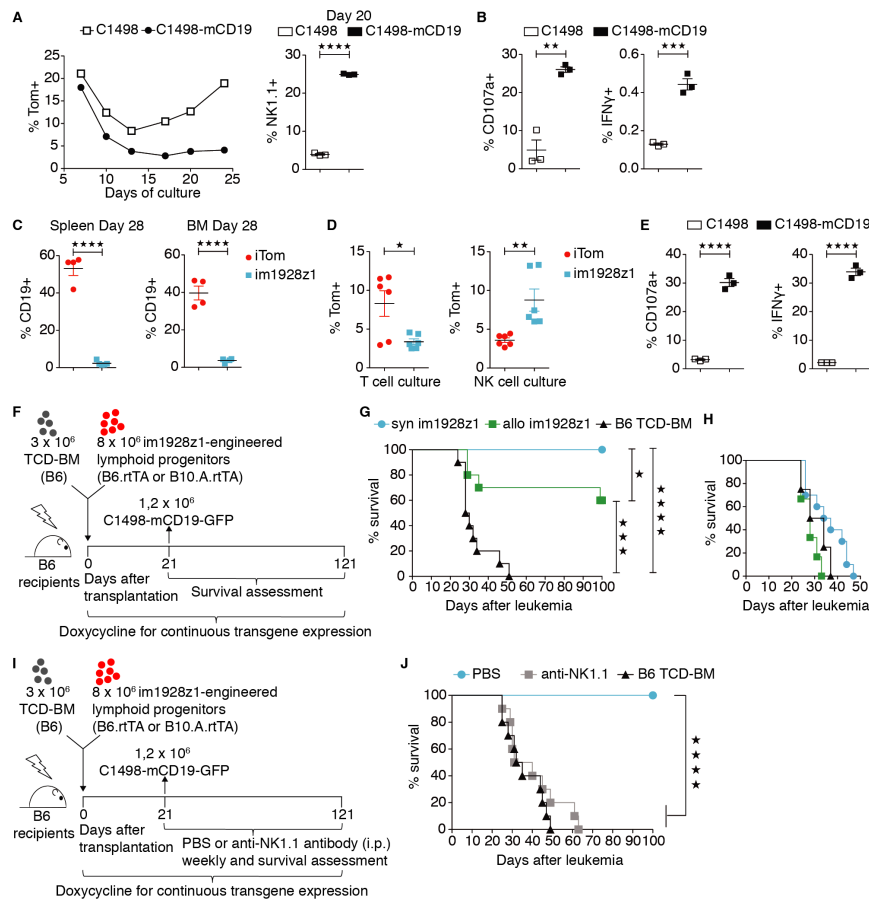 A
C1498
C1498-mCD19
% Tom+
25
20
15
10
5
0
5
10
15
20
25
Days of culture
Day 20
C1498
C1498-mCD19
★★★★
% NK1.1+
30
20
10
0
B
C1498
C1498-mCD19
★★
% CD107a+
30
20
10
0
★★★
% IFNγ+
0.6
0.4
0.2
0
C
Spleen Day 28
★★★★
% CD19+
60
40
20
0
BM Day 28
★★★★
% CD19+
60
40
20
0
iTom
im1928z1
D
★
% Tom+
15
10
5
0
T cell culture
★★
% Tom+
15
10
5
0
NK cell culture
iTom
im1928z1
E
C1498
C1498-mCD19
★★★★
% CD107a+
40
30
20
10
0
★★★★
% IFNγ+
40
30
20
10
0
F
3 x 10⁶
TCD-BM
(B6)
8 x 10⁶ im1928z1-engineered
lymphoid progenitors
(B6.rtTA or B10.A.rtTA)
1,2 x 10⁶
C1498-mCD19-GFP
B6
recipients
0
21
121
Days after
transplantation
Survival assessment
Doxycycline for continuous transgene expression
G
syn im1928z1
allo im1928z1
B6 TCD-BM
% survival
100
80
60
40
20
0
0
10
20
30
40
50
60
70
80
90
100
Days after leukemia
★
★★★
★★★★
H
% survival
100
80
60
40
20
0
0
10
20
30
40
50
Days after leukemia
I
3 x 10⁶
TCD-BM
(B6)
8 x 10⁶ im1928z1-engineered
lymphoid progenitors
(B6.rtTA or B10.A.rtTA)
1,2 x 10⁶
C1498-mCD19-GFP
B6
recipients
0
21
121
Days after
transplantation
PBS or anti-NK1.1 antibody (i.p.)
weekly and survival assessment
Doxycycline for continuous transgene expression
J
PBS
anti-NK1.1
B6 TCD-BM
% survival
100
80
60
40
20
0
0
10
20
30
40
50
60
70
80
90
100
Days after leukemia
★★★★